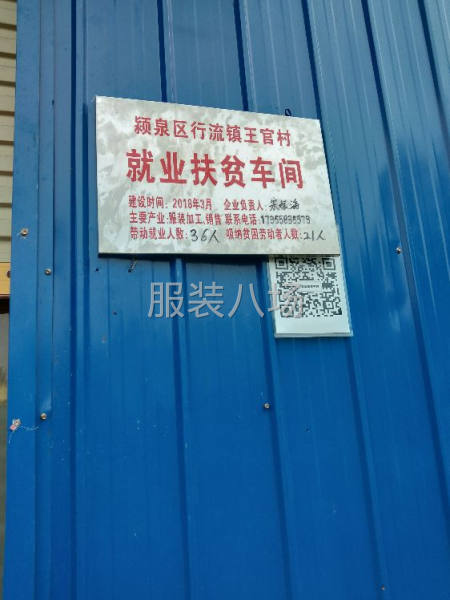 颍泉区行流镇王官村
就业扶贫车间
建设时间：2018年3月 企业负责人：
主要产业：服装加工、销售 联系电话：
带动就业人数：36人 吸纳贫困劳动者人数：21人
服装八场